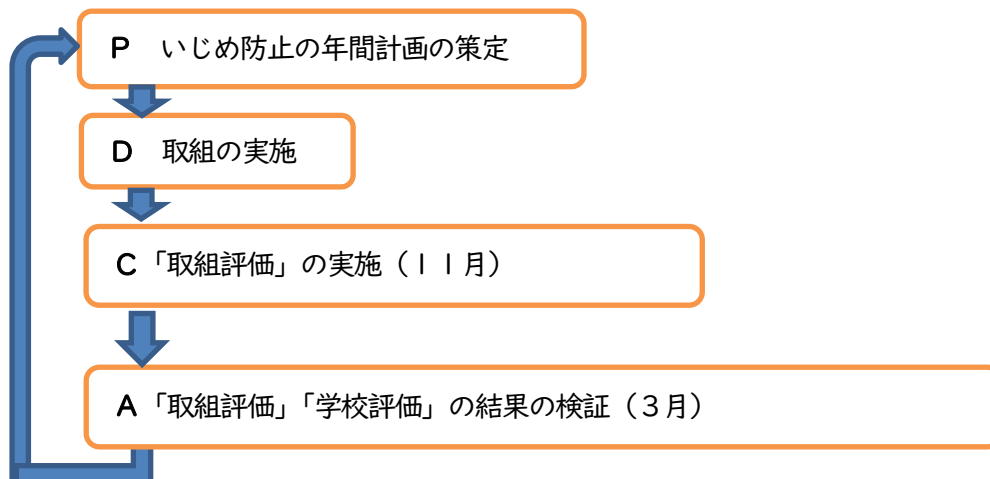 P　いじめ防止の年間計画の策定
D　取組の実施
C「取組評価」の実施（１１月）
A「取組評価」「学校評価」の結果の検証（３月）